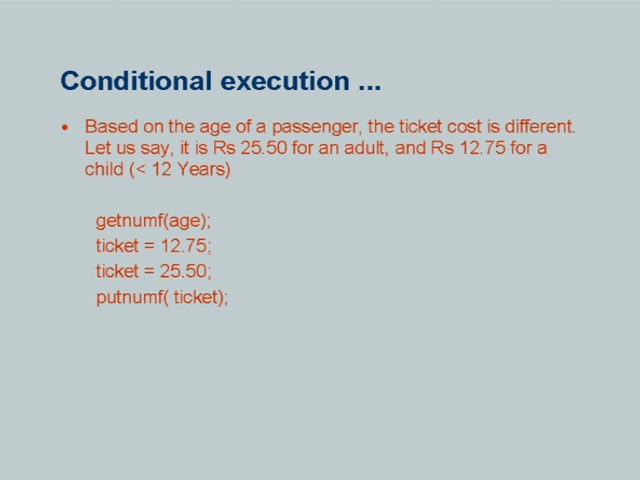 Conditional execution ...
• Based on the age of a passenger, the ticket cost is different.
Let us say, it is Rs 25.50 for an adult, and Rs 12.75 for a
child (< 12 Years)
getnumf(age);
ticket = 12.75;
ticket = 25.50;
putnumf( ticket);